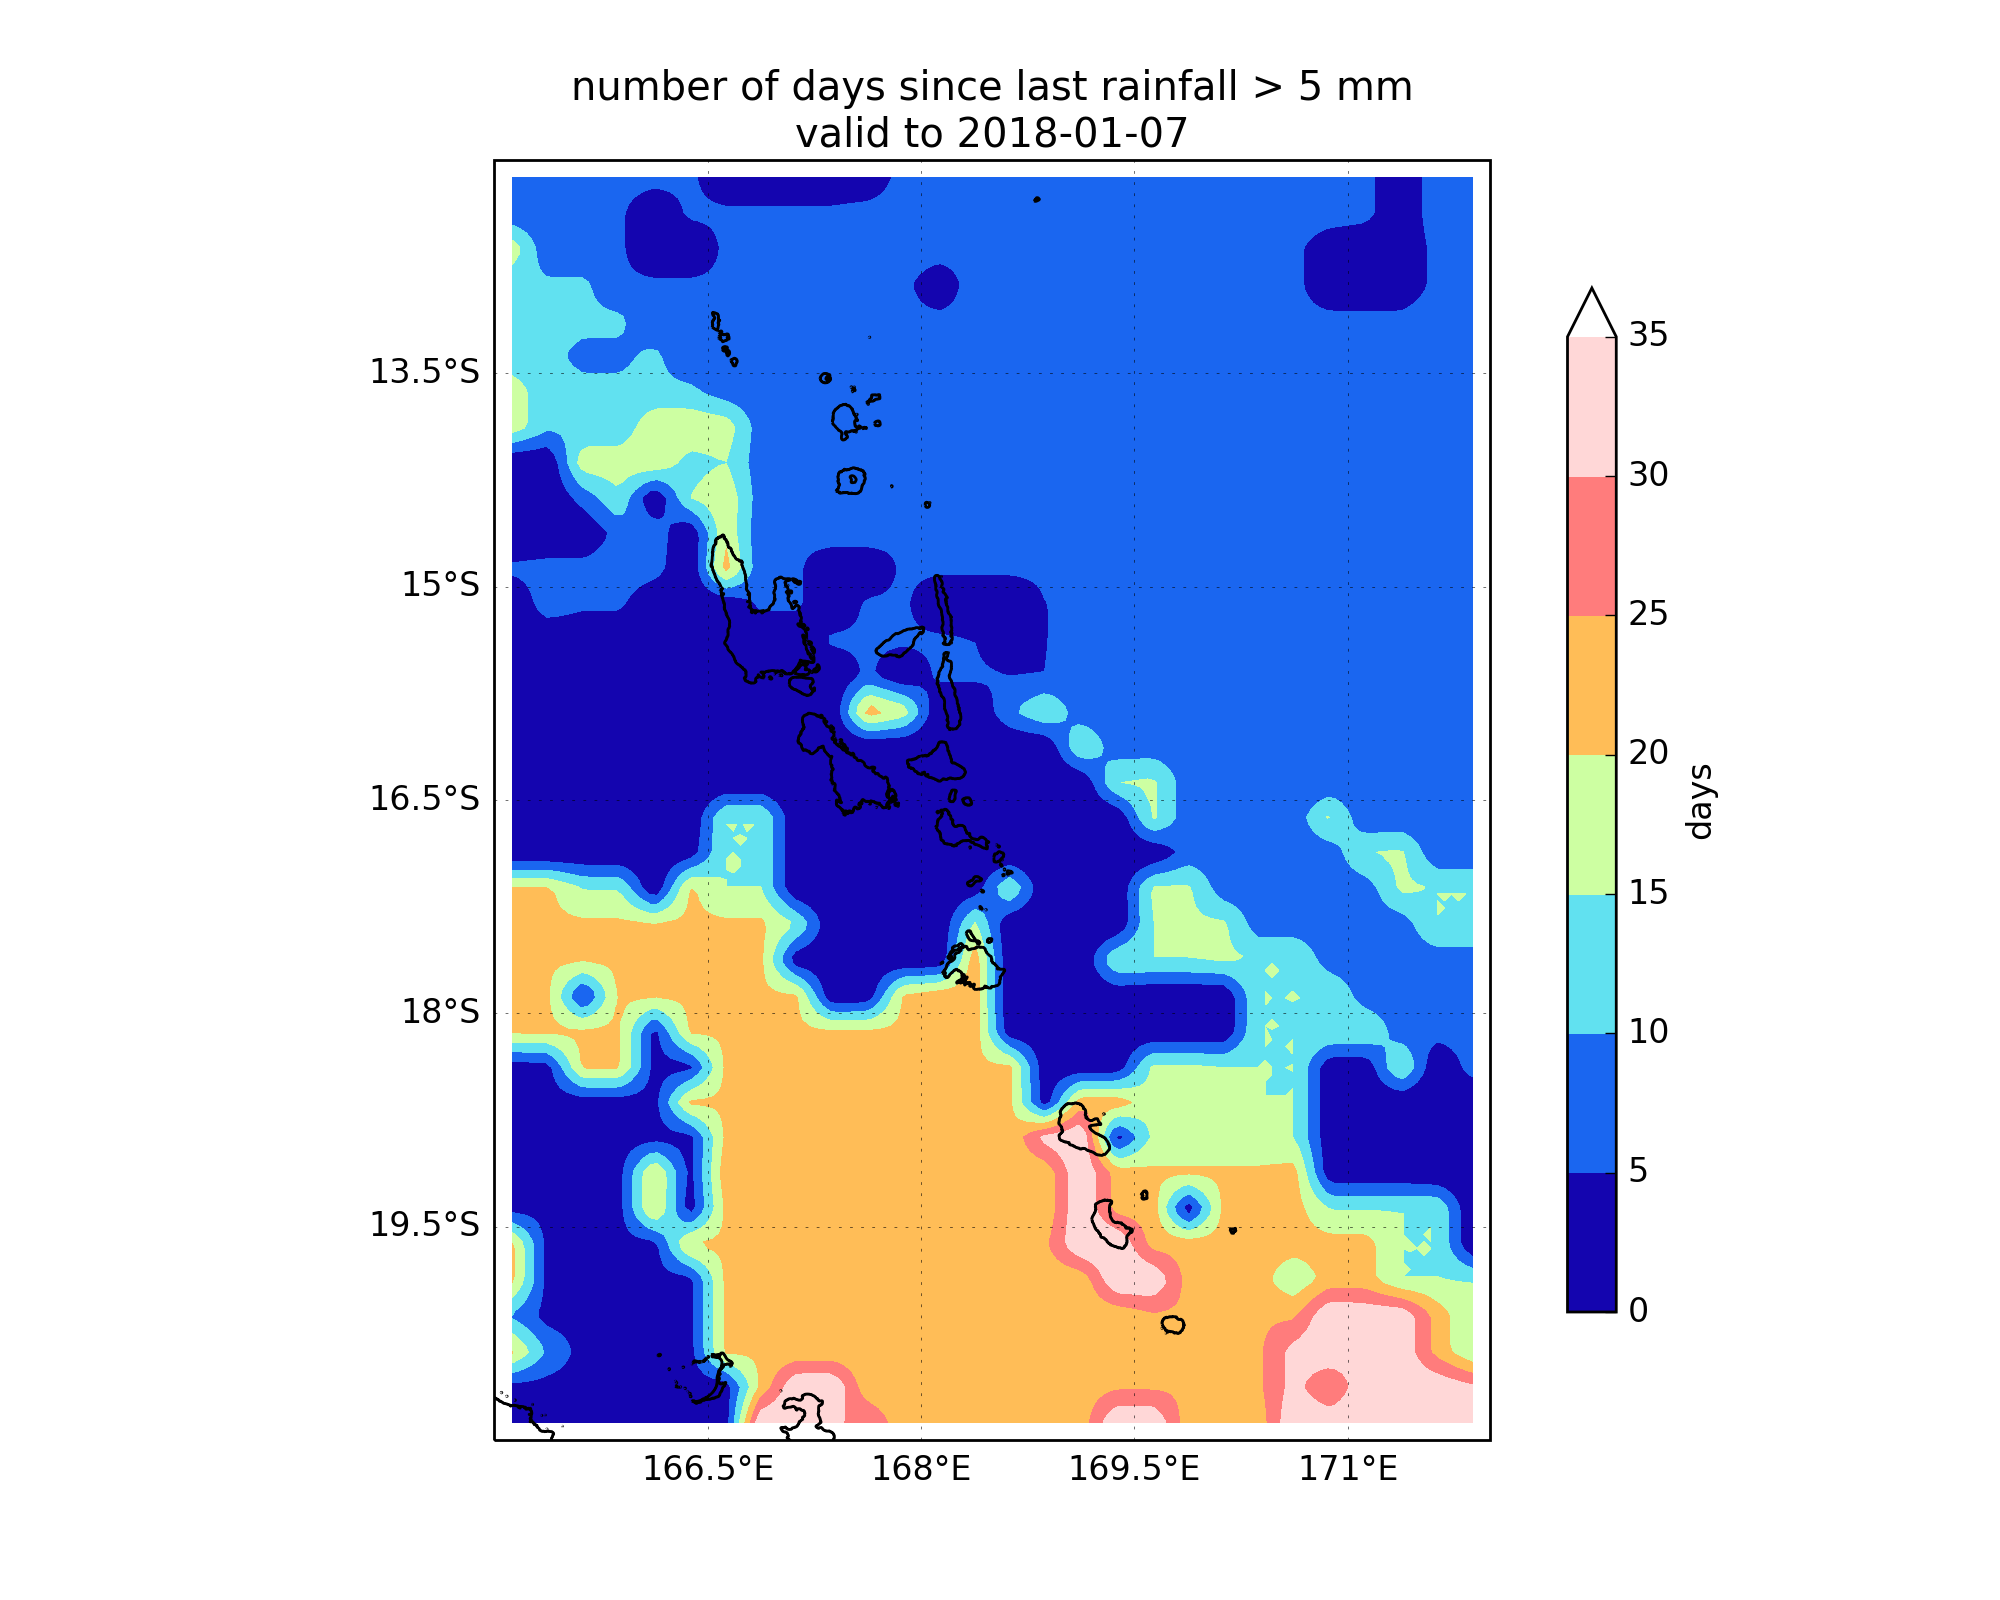 number of days since last rainfall > 5 mm
valid to 2018-01-07
13.5°S
15°S
16.5°S
18°S
19.5°S
166.5°E
168°E
169.5°E
171°E
35
30
25
20
15
10
5
0
days